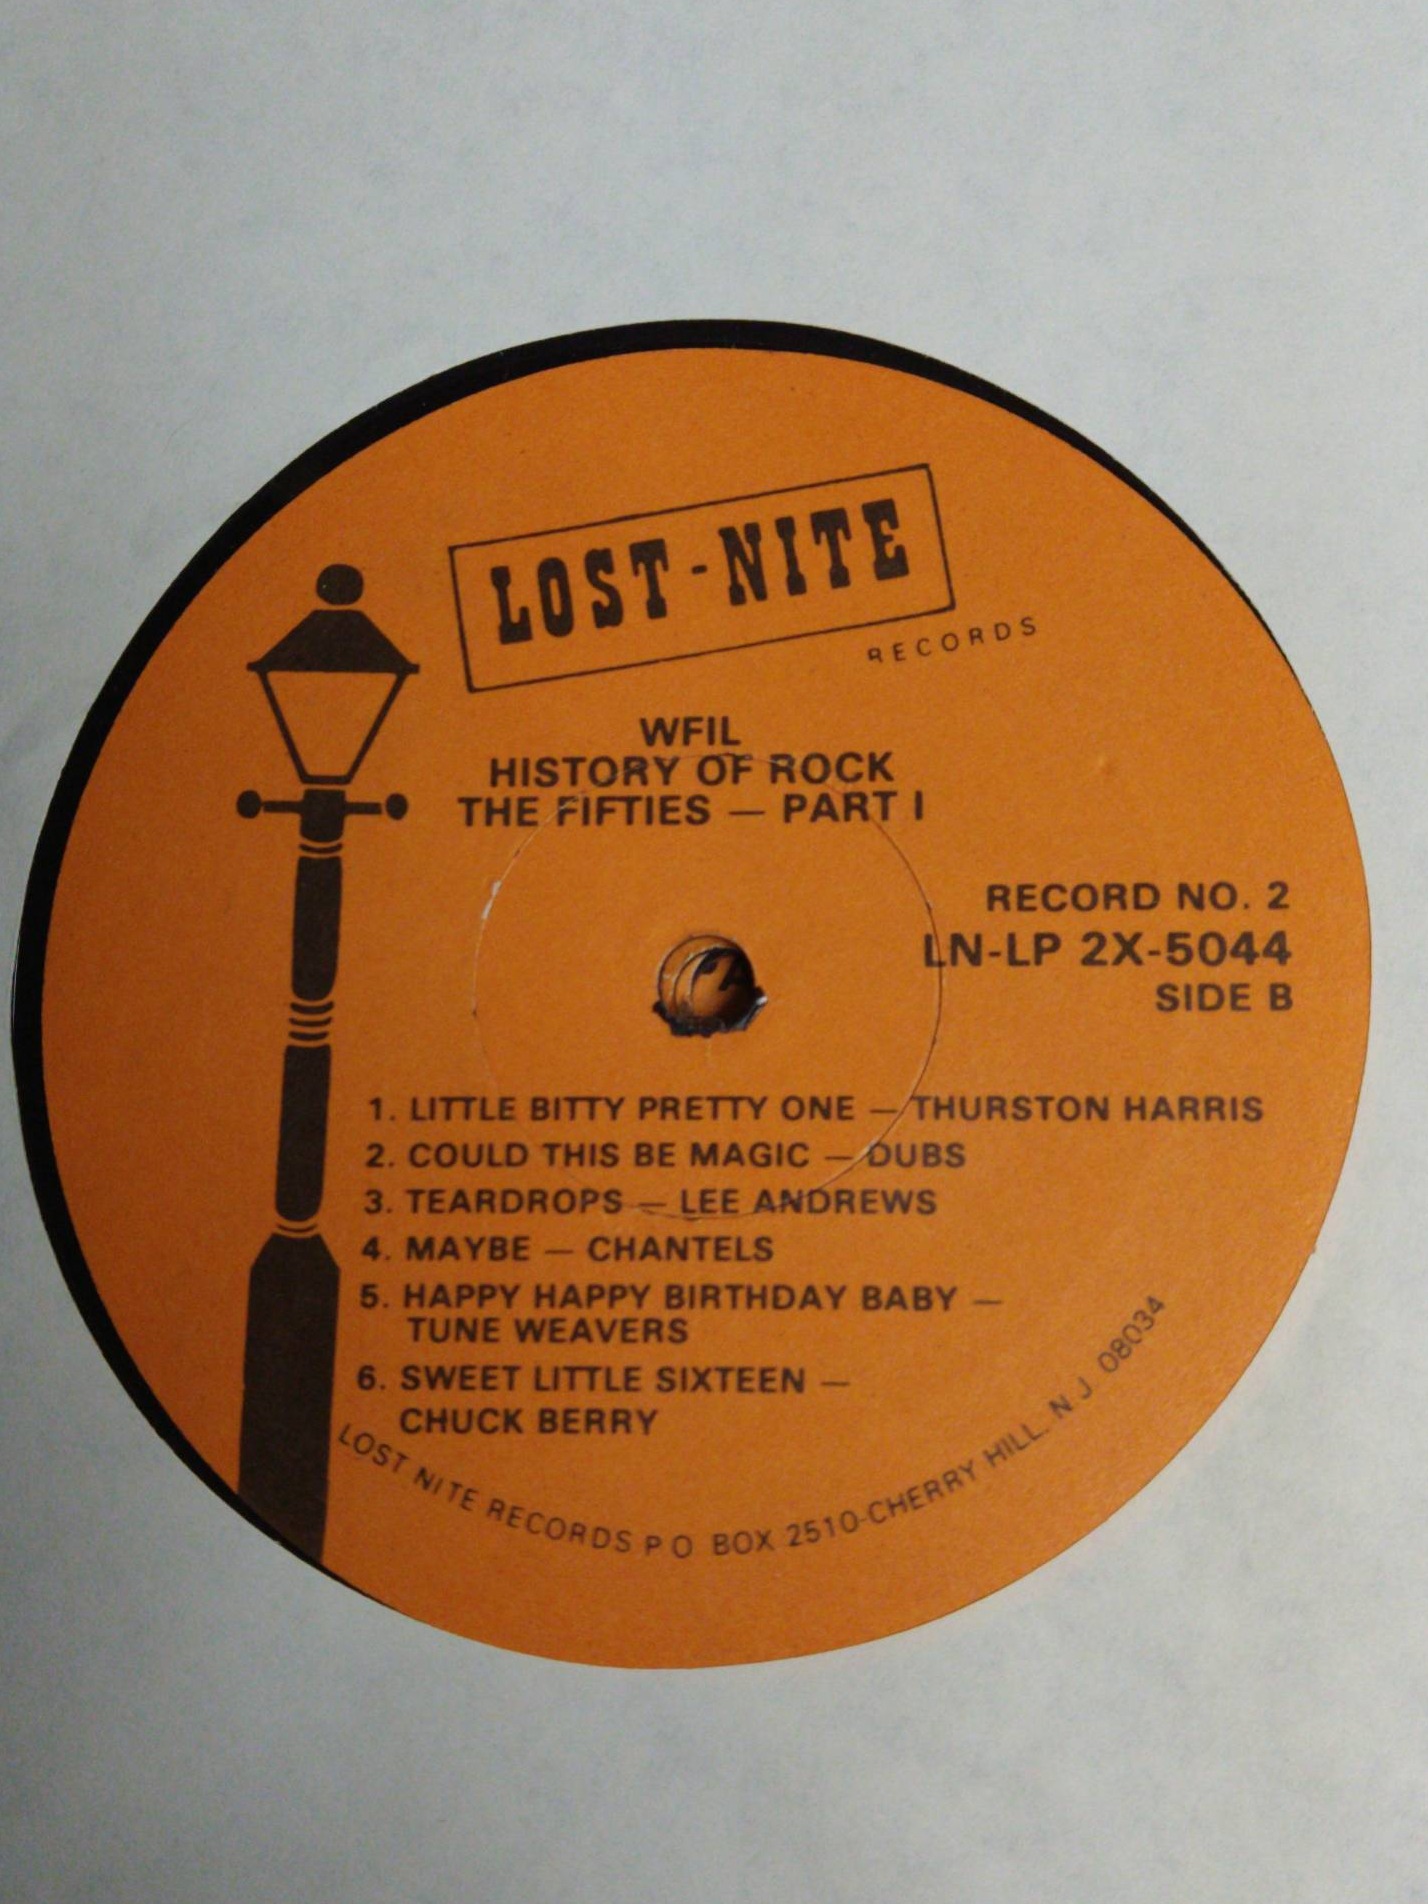 LOST-NITE
RECORDS
WFIL
HISTORY OF ROCK
THE FIFTIES — PART I
RECORD NO. 2
LN-LP 2X-5044
SIDE B
1. LITTLE BITTY PRETTY ONE — THURSTON HARRIS
2. COULD THIS BE MAGIC — DUBS
3. TEARDROPS — LEE ANDREWS
4. MAYBE — CHANTELS
5. HAPPY HAPPY BIRTHDAY BABY —
TUNE WEAVERS
6. SWEET LITTLE SIXTEEN —
CHUCK BERRY
LOST NITE RECORDS P O BOX 2510-CHERRY HILL, N J 08034